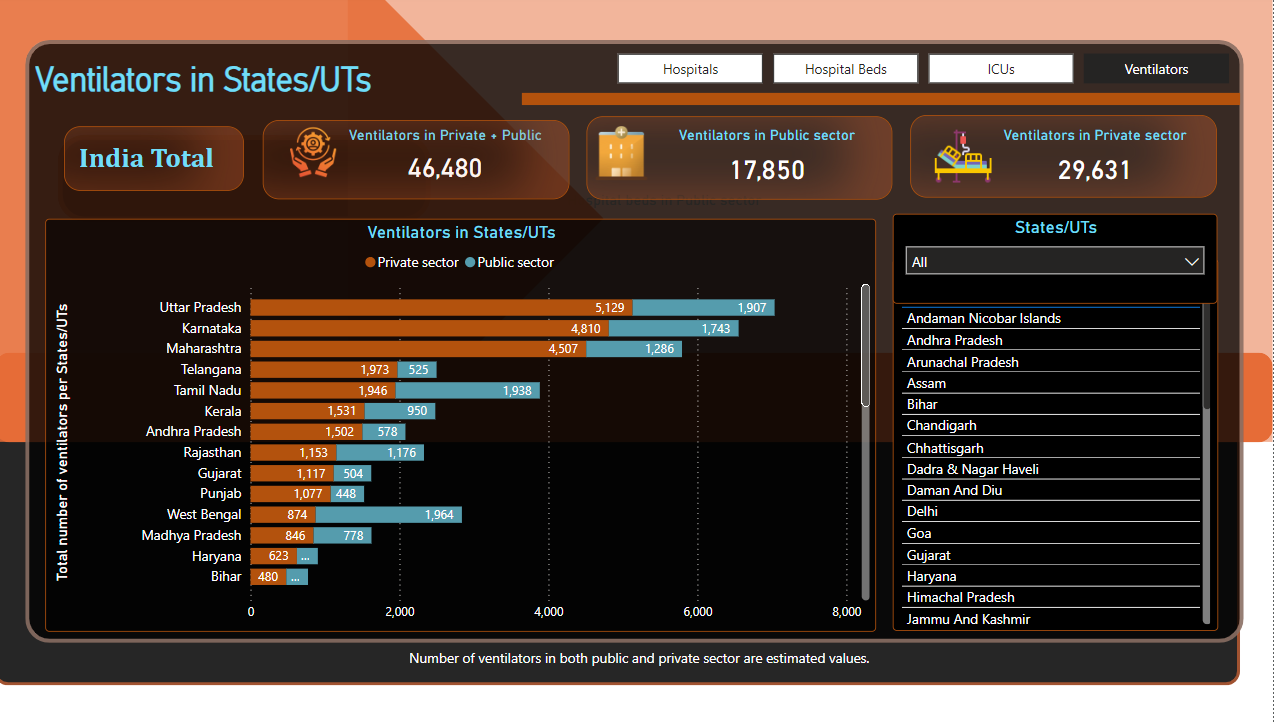 Ventilators in States/UTs
Hospitals
Hospital Beds
ICUs
Ventilators
India Total
Ventilators in Private + Public
46,480
Ventilators in Public sector
17,850
Ventilators in Private sector
29,631
Ventilators in States/UTs
Private sector
Public sector
Total number of ventilators per States/UTs
Uttar Pradesh 5,129 1,907
Karnataka 4,810 1,743
Maharashtra 4,507 1,286
Telangana 1,973 525
Tamil Nadu 1,946 1,938
Kerala 1,531 950
Andhra Pradesh 1,502 578
Rajasthan 1,153 1,176
Gujarat 1,117 504
Punjab 1,077 448
West Bengal 874 1,964
Madhya Pradesh 846 778
Haryana 623 ...
Bihar 480 ...
0 2,000 4,000 6,000 8,000
States/UTs
All
Andaman Nicobar Islands
Andhra Pradesh
Arunachal Pradesh
Assam
Bihar
Chandigarh
Chhattisgarh
Dadra & Nagar Haveli
Daman And Diu
Delhi
Goa
Gujarat
Haryana
Himachal Pradesh
Jammu And Kashmir
Number of ventilators in both public and private sector are estimated values.